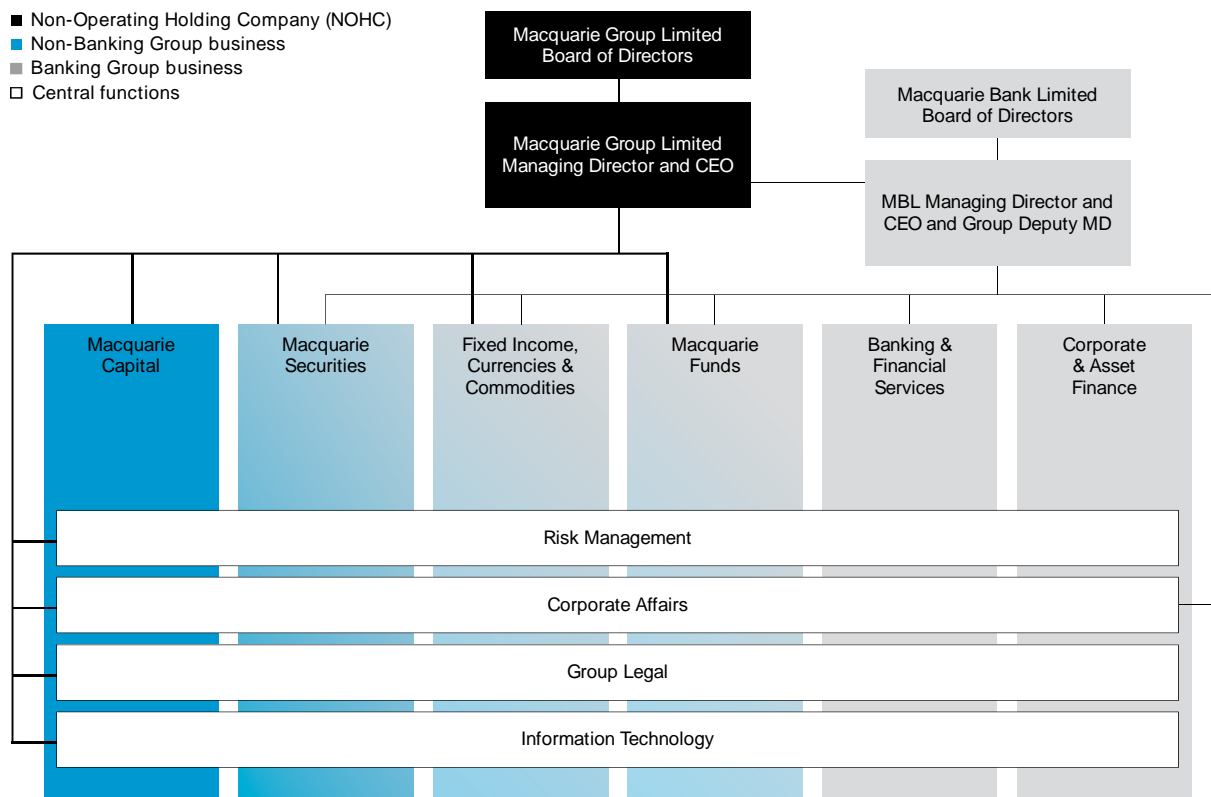 Non-Operating Holding Company (NOHC)
Non-Banking Group business
Banking Group business
Central functions
Macquarie Group Limited
Board of Directors
Macquarie Bank Limited
Board of Directors
Macquarie Group Limited
Managing Director and CEO
MBL Managing Director and
CEO and Group Deputy MD
Macquarie
Capital
Macquarie
Securities
Fixed Income,
Currencies &
Commodities
Macquarie
Funds
Banking &
Financial
Services
Corporate
& Asset
Finance
Risk Management
Corporate Affairs
Group Legal
Information Technology